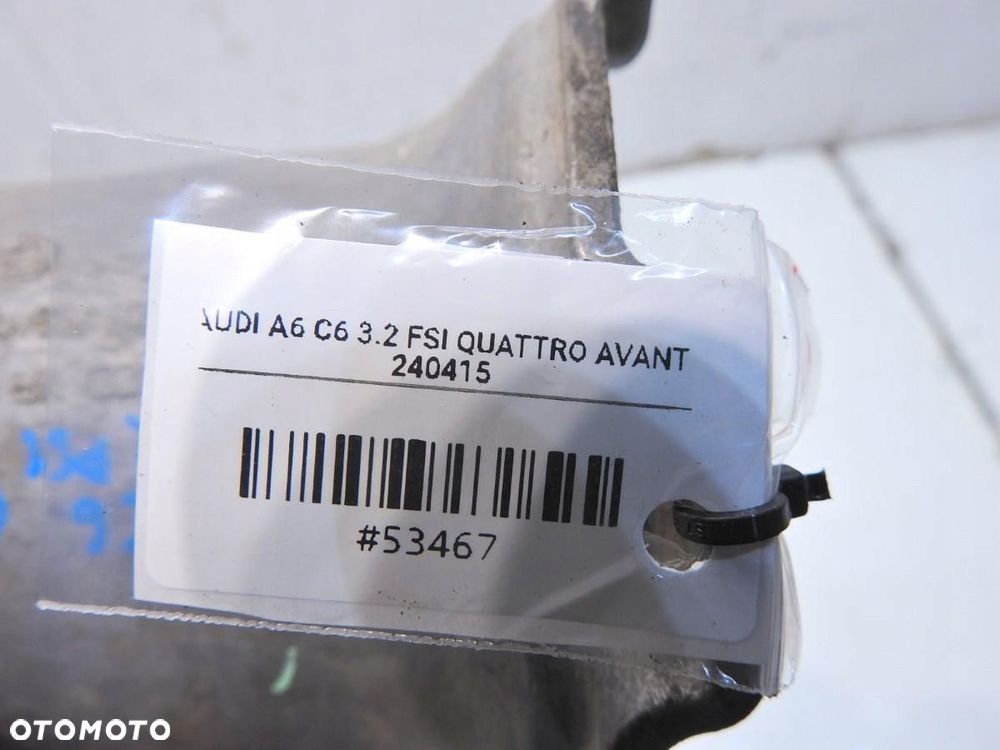 AUDI A6 C6 3.2 FSI QUATTRO AVANT
240415
#53467
OTOMOTO